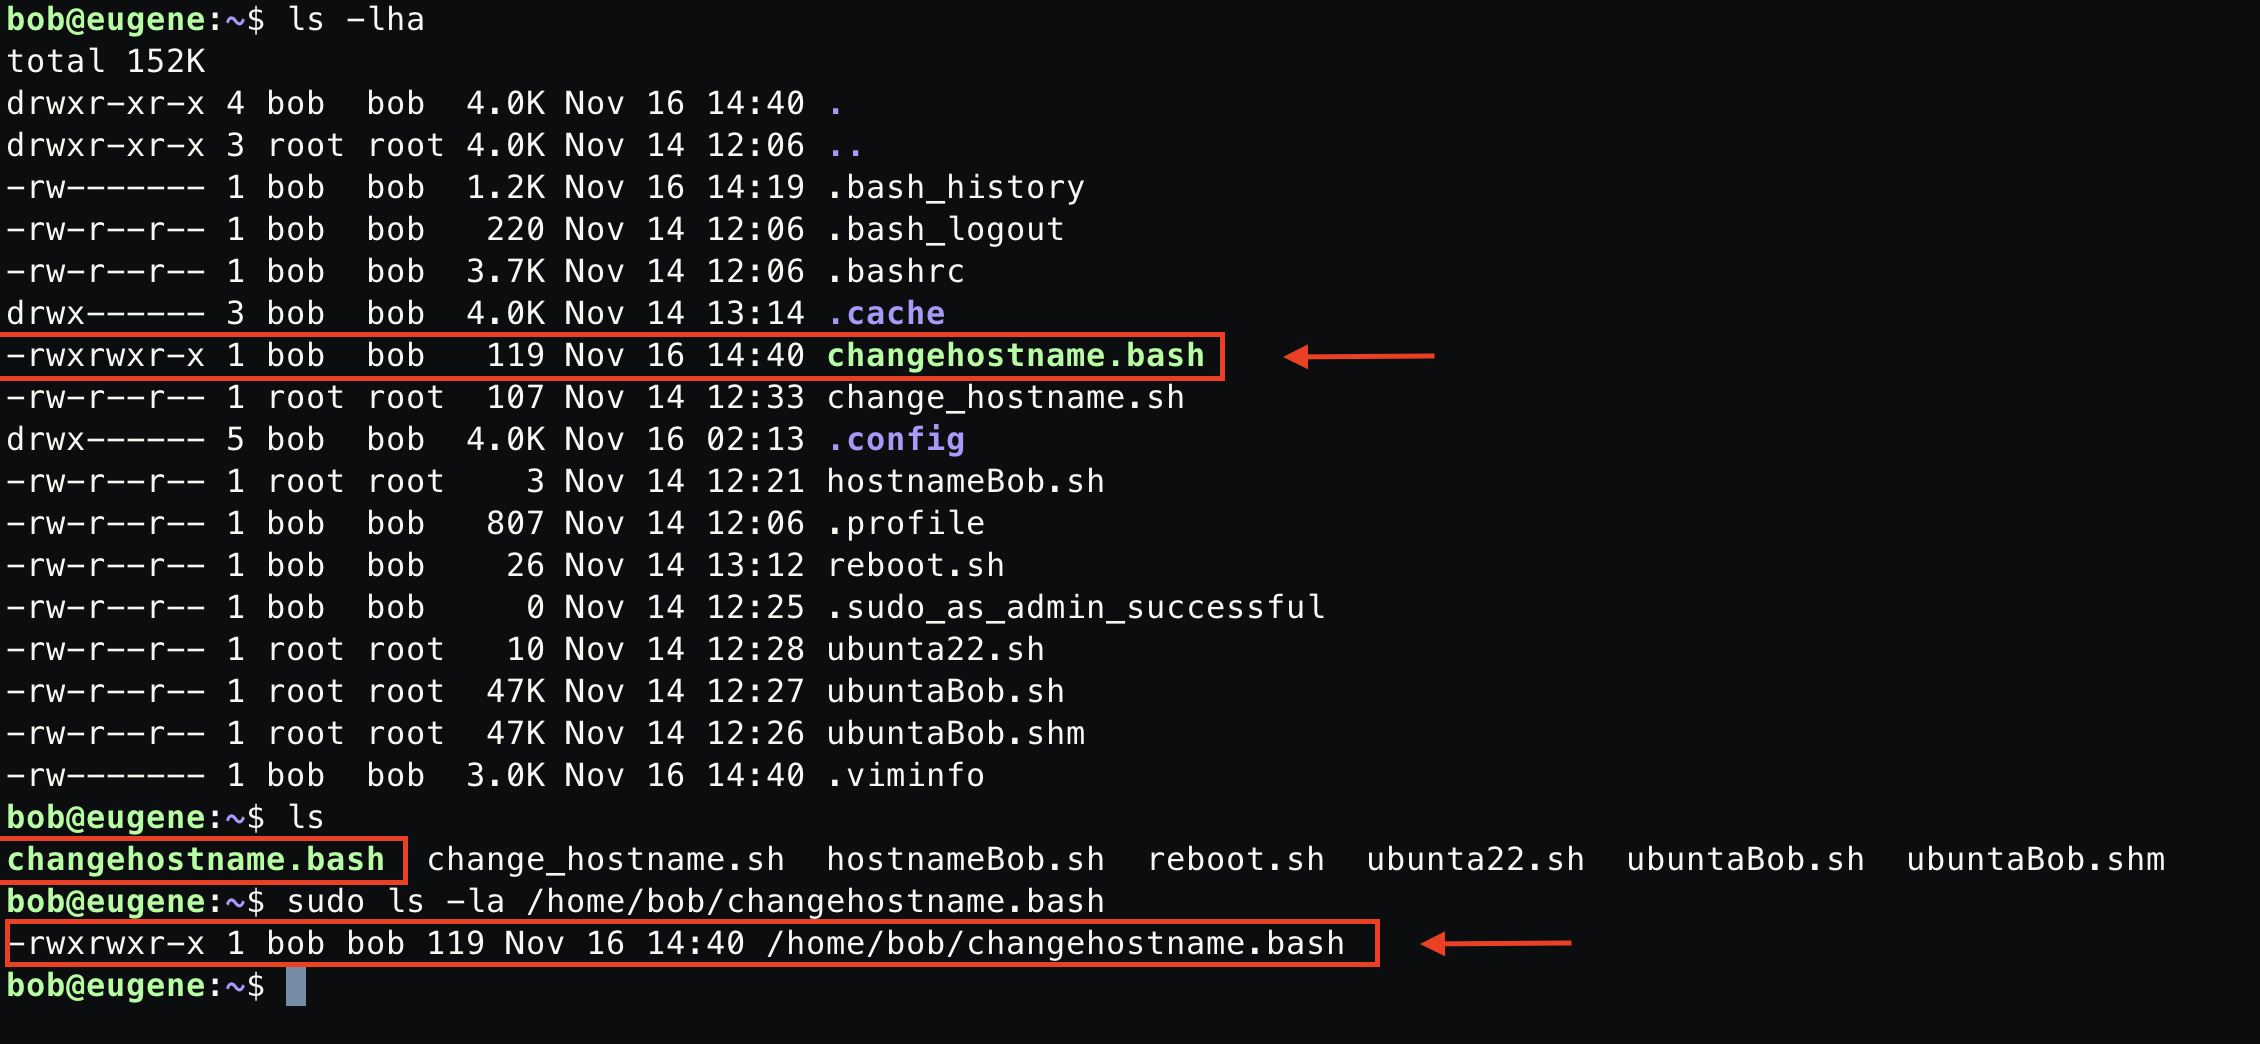 bob@eugene:~$ ls -lha
total 152K
drwxr-xr-x 4 bob  bob  4.0K Nov 16 14:40 .
drwxr-xr-x 3 root root 4.0K Nov 14 12:06 ..
-rw------- 1 bob  bob  1.2K Nov 16 14:19 .bash_history
-rw-r--r-- 1 bob  bob   220 Nov 14 12:06 .bash_logout
-rw-r--r-- 1 bob  bob  3.7K Nov 14 12:06 .bashrc
drwx------ 3 bob  bob  4.0K Nov 14 13:14 .cache
-rwxrwxr-x 1 bob  bob   119 Nov 16 14:40 changehostname.bash
-rw-r--r-- 1 root root  107 Nov 14 12:33 change_hostname.sh
drwx------ 5 bob  bob  4.0K Nov 16 02:13 .config
-rw-r--r-- 1 root root    3 Nov 14 12:21 hostnameBob.sh
-rw-r--r-- 1 bob  bob   807 Nov 14 12:06 .profile
-rw-r--r-- 1 bob  bob    26 Nov 14 13:12 reboot.sh
-rw-r--r-- 1 bob  bob     0 Nov 14 12:25 .sudo_as_admin_successful
-rw-r--r-- 1 root root   10 Nov 14 12:28 ubunta22.sh
-rw-r--r-- 1 root root  47K Nov 14 12:27 ubuntaBob.sh
-rw-r--r-- 1 root root  47K Nov 14 12:26 ubuntaBob.shm
-rw------- 1 bob  bob  3.0K Nov 16 14:40 .viminfo
bob@eugene:~$ ls
changehostname.bash  change_hostname.sh  hostnameBob.sh  reboot.sh  ubunta22.sh  ubuntaBob.sh  ubuntaBob.shm
bob@eugene:~$ sudo ls -la /home/bob/changehostname.bash
-rwxrwxr-x 1 bob bob 119 Nov 16 14:40 /home/bob/changehostname.bash
bob@eugene:~$